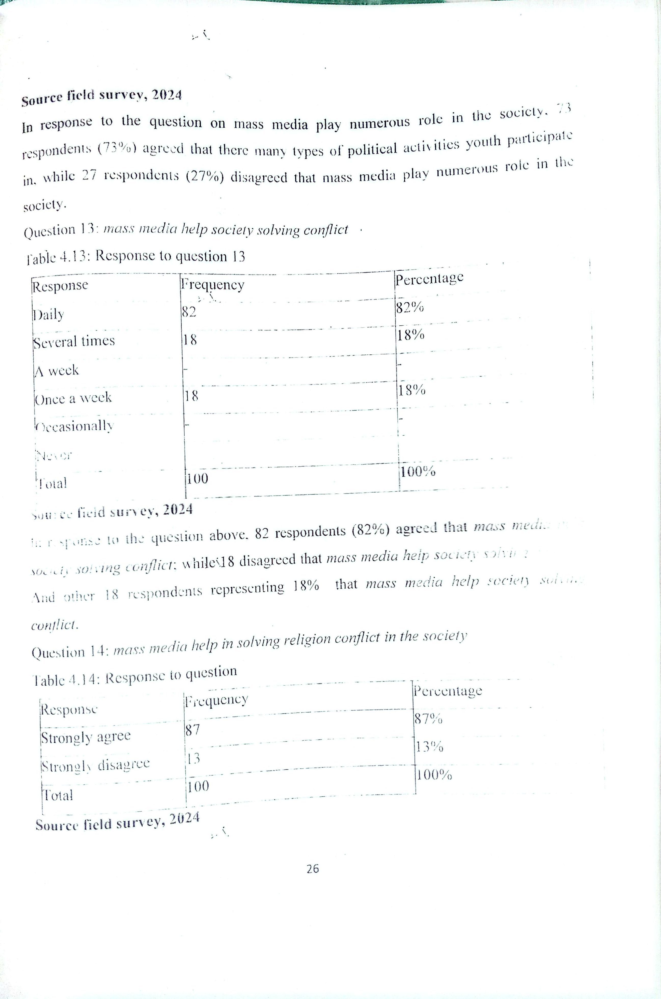 Source field survey, 2024
In response to the question on mass media play numerous role in the society. 73
respondents (73%) agreed that there many types of political activities youth participate
in. while 27 respondents (27%) disagreed that mass media play numerous role in the
society.
Question 13: mass media help society solving conflict
Table 4.13: Response to question 13
Response Frequency Percentage
Daily 82 82%
Several times 18 18%
A week - -
Once a week 18 18%
Occasionally - -
Never -
Total 100 100%
Source field survey, 2024
In response to the question above. 82 respondents (82%) agreed that mass media
society solving conflict: while 18 disagreed that mass media help society solving
And other 18 respondents representing 18% that mass media help society solving
conflict.
Question 14: mass media help in solving religion conflict in the society
Table 4.14: Response to question
Response Frequency Percentage
Strongly agree 87 87%
Strongly disagree 13 13%
Total 100 100%
Source field survey, 2024
26